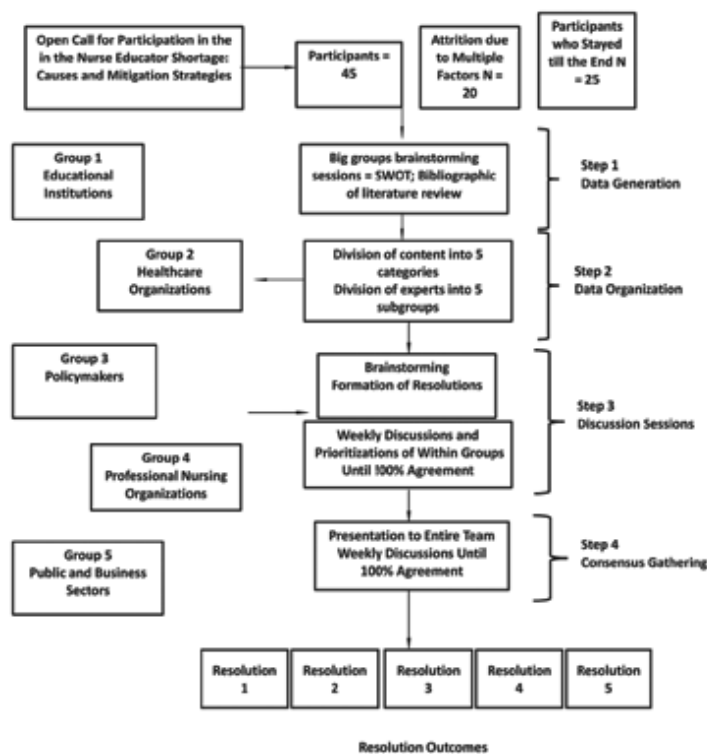 Open Call for Participation in the
in the Nurse Educator Shortage:
Causes and Mitigation Strategies
Participants =
45
Attrition due
to Multiple
Factors N =
20
Participants
who Stayed
till the End N
= 25
Group 1
Educational
Institutions
Big groups brainstorming
sessions = SWOT; Bibliographic
of literature review
Step 1
Data Generation
Group 2
Healthcare
Organizations
Division of content into 5
categories
Division of experts into 5
subgroups
Step 2
Data Organization
Group 3
Policymakers
Brainstorming
Formation of Resolutions
Weekly Discussions and
Prioritizations of Within Groups
Until 100% Agreement
Step 3
Discussion Sessions
Group 4
Professional Nursing
Organizations
Presentation to Entire Team
Weekly Discussions Until
100% Agreement
Step 4
Consensus Gathering
Group 5
Public and Business
Sectors
Resolution
1
Resolution
2
Resolution
3
Resolution
4
Resolution
5
Resolution Outcomes